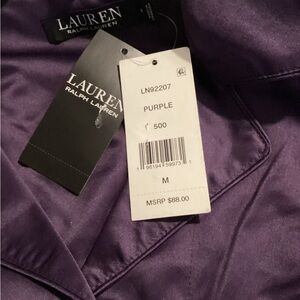 LAUREN
RALPH LAUREN
LAUREN
RALPH LAUREN
LN92207
PURPLE
500
M
MSRP $88.00